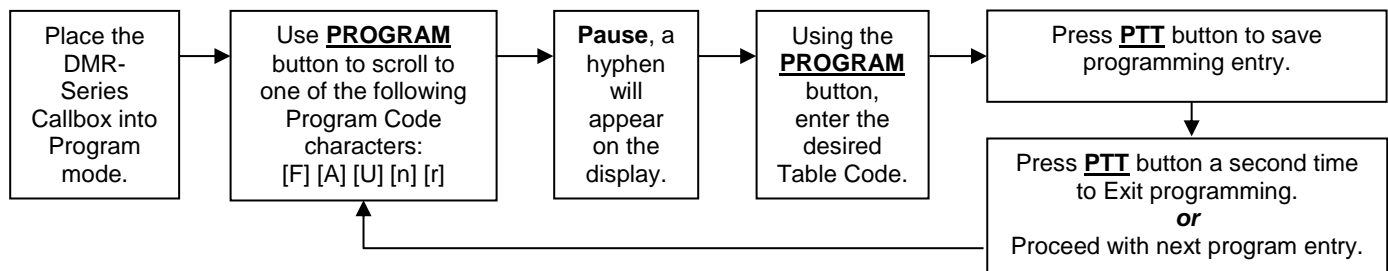 Place the
DMR-
Series
Callbox into
Program
mode.
Use PROGRAM
button to scroll to
one of the following
Program Code
characters:
[F] [A] [U] [n] [r]
Pause, a
hyphen
will
appear
on the
display.
Using the
PROGRAM
button,
enter the
desired
Table Code.
Press PTT button to save
programming entry.
Press PTT button a second time
to Exit programming.
or
Proceed with next program entry.